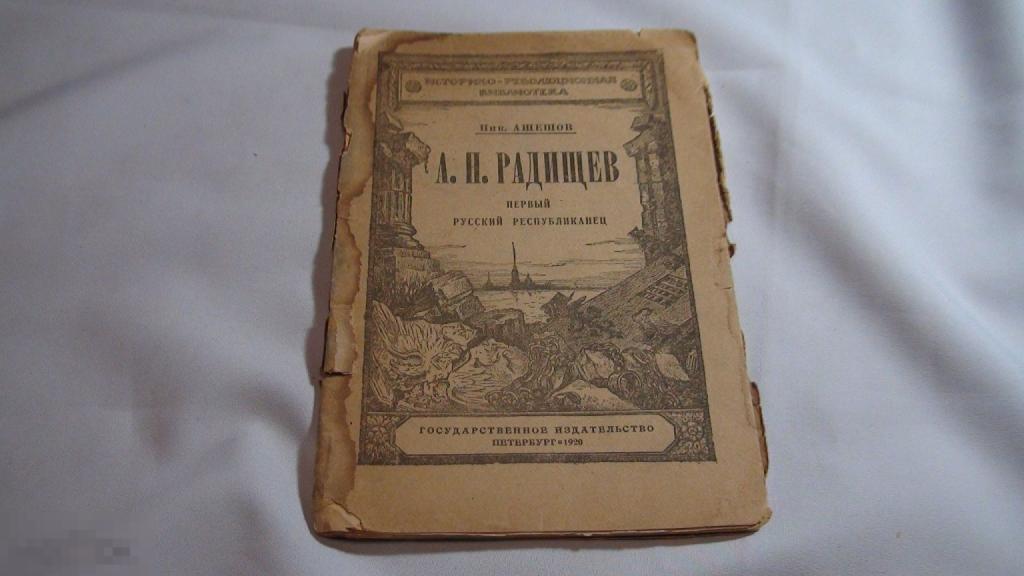 ИСТОРИКО-РЕВОЛЮЦИОННАЯ
БИБЛИОТЕКА
Ник. АШЕШОВ
А. Н. РАДИЩЕВ
ПЕРВЫЙ
РУССКИЙ РЕСПУБЛИКАНЕЦ
ГОСУДАРСТВЕННОЕ ИЗДАТЕЛЬСТВО
ПЕТЕРБУРГ 1920